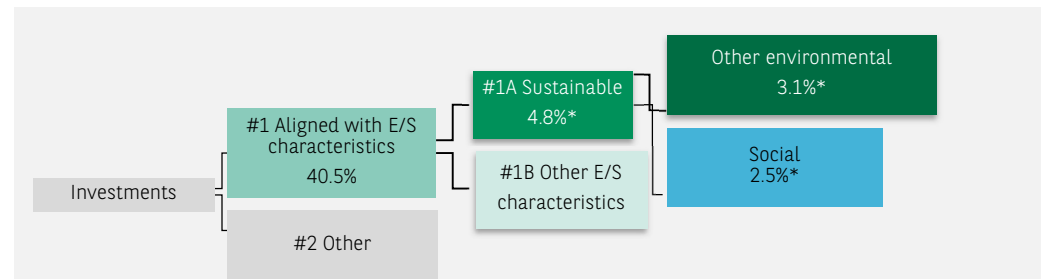 Investments
#1 Aligned with E/S
characteristics
40.5%
#2 Other
#1A Sustainable
4.8%*
#1B Other E/S
characteristics
Other environmental
3.1%*
Social
2.5%*